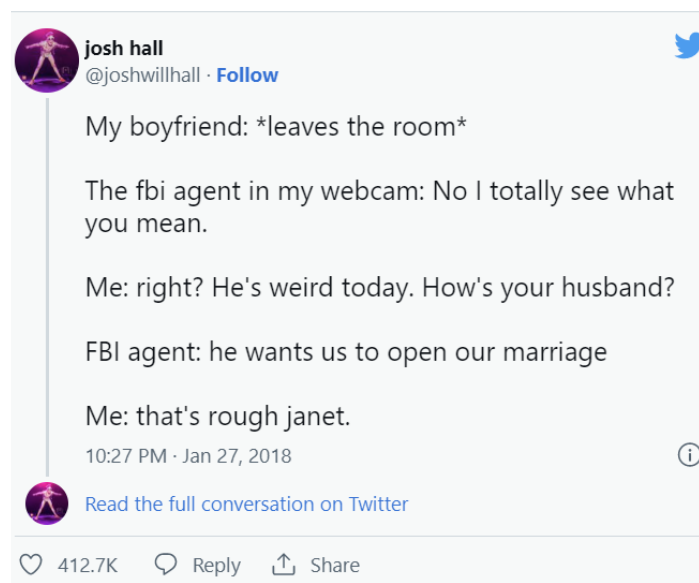 josh hall
@joshwillhall · Follow
My boyfriend: *leaves the room*
The fbi agent in my webcam: No I totally see what
you mean.
Me: right? He's weird today. How's your husband?
FBI agent: he wants us to open our marriage
Me: that's rough janet.
10:27 PM · Jan 27, 2018
Read the full conversation on Twitter
412.7K Reply Share